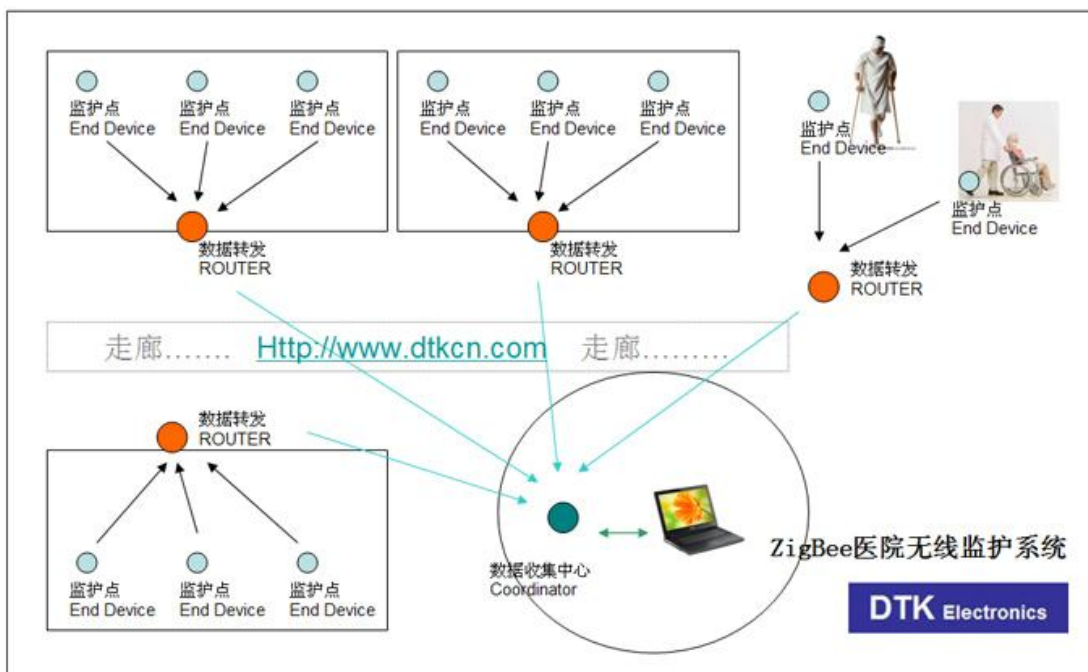 监护点
End Device
监护点
End Device
监护点
End Device
数据转发
ROUTER
监护点
End Device
监护点
End Device
监护点
End Device
数据转发
ROUTER
监护点
End Device
监护点
End Device
数据转发
ROUTER
走廊....... Http://www.dtkcn.com 走廊.........
数据转发
ROUTER
监护点
End Device
监护点
End Device
监护点
End Device
数据收集中心
Coordinator
ZigBee医院无线监护系统
DTK Electronics